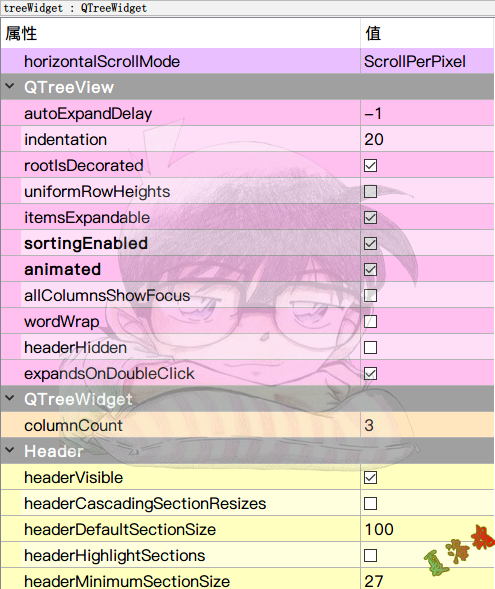 treeWidget : QTreeWidget
属性 值
horizontalScrollMode ScrollPerPixel
QTreeView
autoExpandDelay -1
indentation 20
rootIsDecorated
uniformRowHeights
itemsExpandable
sortingEnabled
animated
allColumnsShowFocus
wordWrap
headerHidden
expandsOnDoubleClick
QTreeWidget
columnCount 3
Header
headerVisible
headerCascadingSectionResizes
headerDefaultSectionSize 100
headerHighlightSections
headerMinimumSectionSize 27